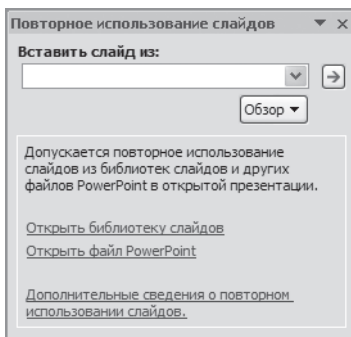 Повторное использование слайдов
Вставить слайд из:
Обзор
Допускается повторное использование
слайдов из библиотек слайдов и других
файлов PowerPoint в открытой презентации.
Открыть библиотеку слайдов
Открыть файл PowerPoint
Дополнительные сведения о повторном
использовании слайдов.